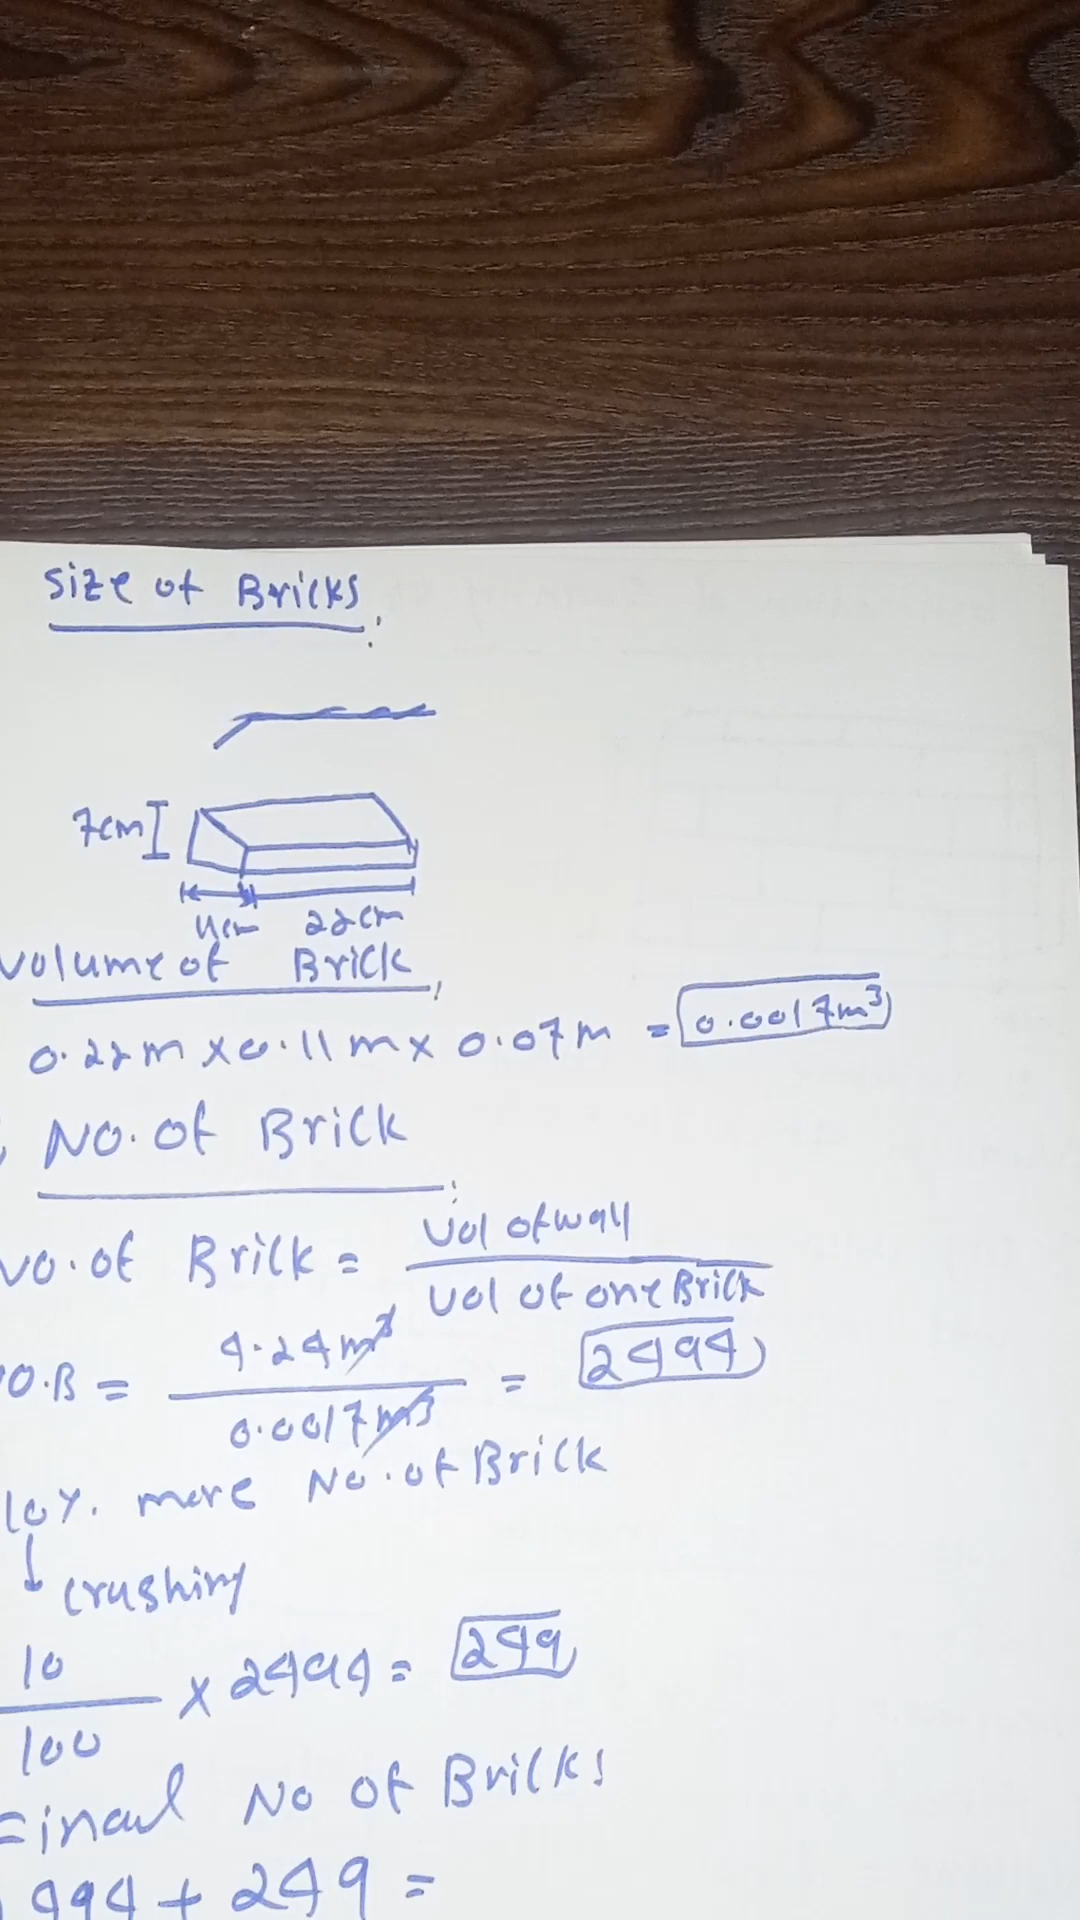 Size of Bricks:
7cm
11cm 22cm
Volume of Brick,
0.22m x 0.11m x 0.07m = 0.0017m³
No. of Brick:
No. of Brick = Vol of wall
Vol of one Brick
O.B = 4.24m³ = 2494
0.0017m³
10%. more No. of Brick
crushing
10 x 2494 = 249
100
Final No of Bricks
494 + 249 =